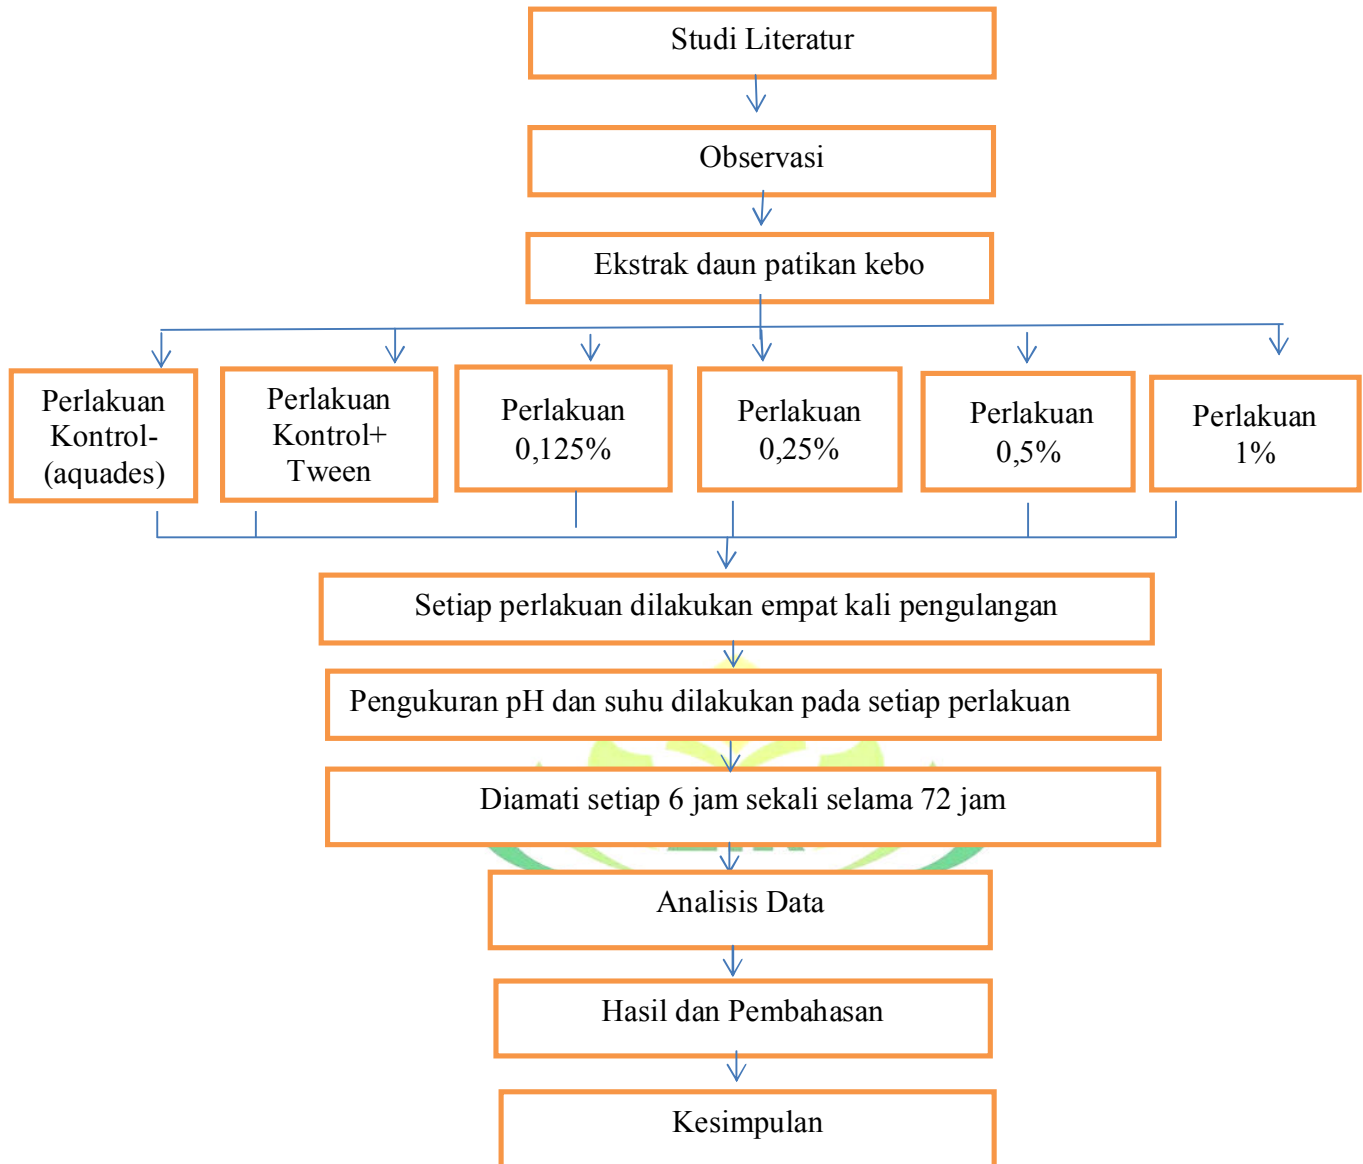 Studi Literatur
Observasi
Ekstrak daun patikan kebo
Perlakuan
Kontrol-
(aquades)
Perlakuan
Kontrol+
Tween
Perlakuan
0,125%
Perlakuan
0,25%
Perlakuan
0,5%
Perlakuan
1%
Setiap perlakuan dilakukan empat kali pengulangan
Pengukuran pH dan suhu dilakukan pada setiap perlakuan
Diamati setiap 6 jam sekali selama 72 jam
Analisis Data
Hasil dan Pembahasan
Kesimpulan